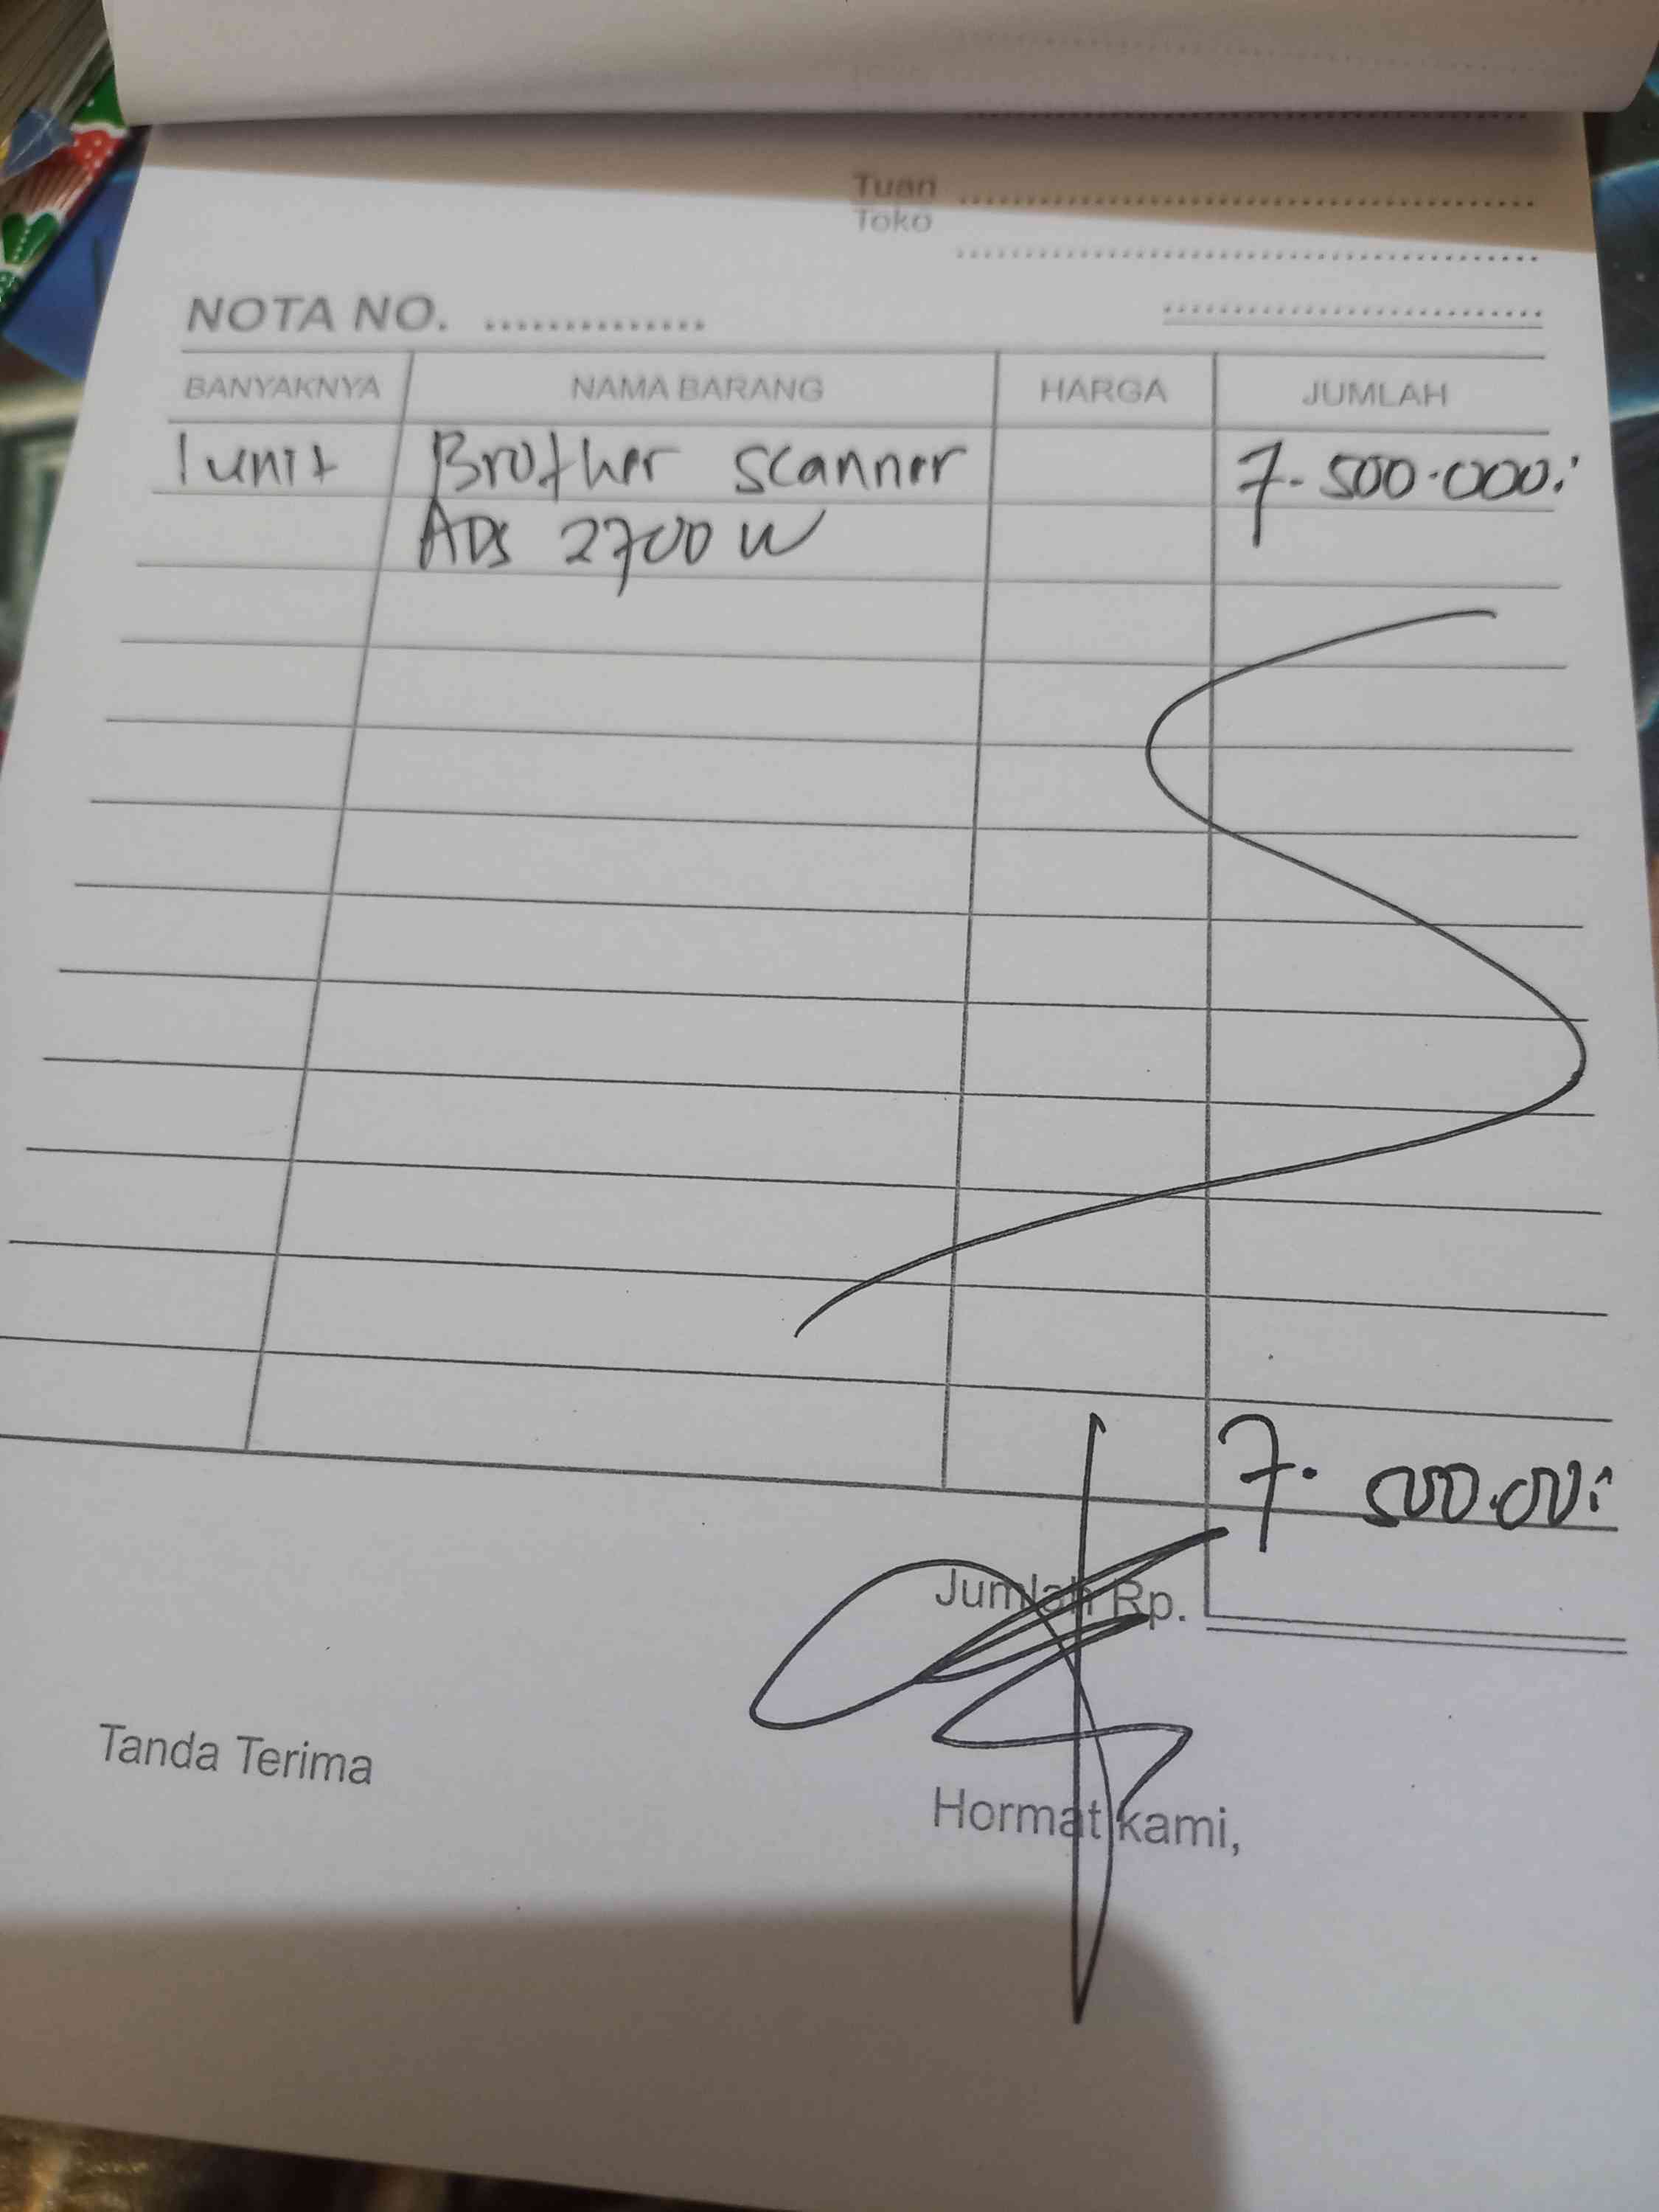 Tuan
Toko
NOTA NO. ..............
BANYAKNYA NAMA BARANG HARGA JUMLAH
1 unit Brother scanner 7.500.000,-
ADS 2700 W
7.500.000,-
Jumlah Rp.
Tanda Terima
Hormat kami,